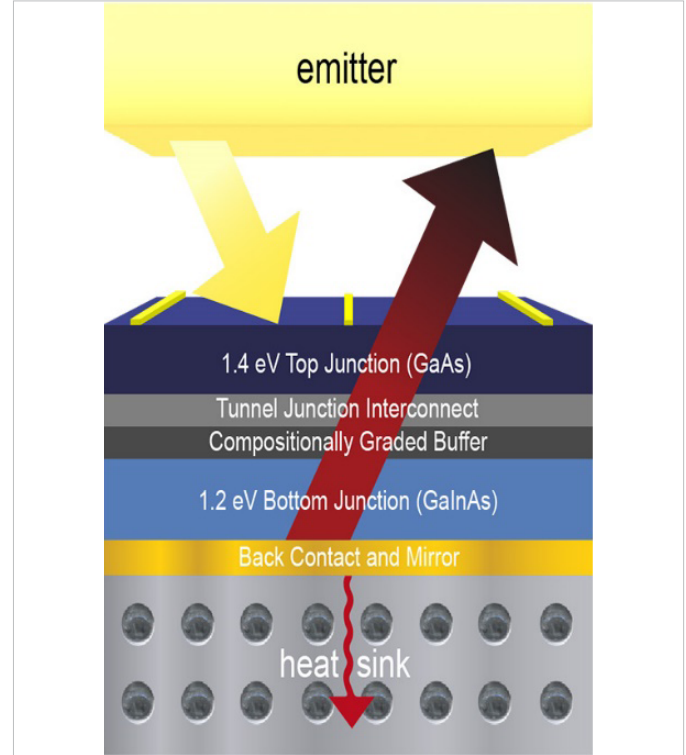 emitter
1.4 eV Top Junction (GaAs)
Tunnel Junction Interconnect
Compositionally Graded Buffer
1.2 eV Bottom Junction (GaInAs)
Back Contact and Mirror
heat sink